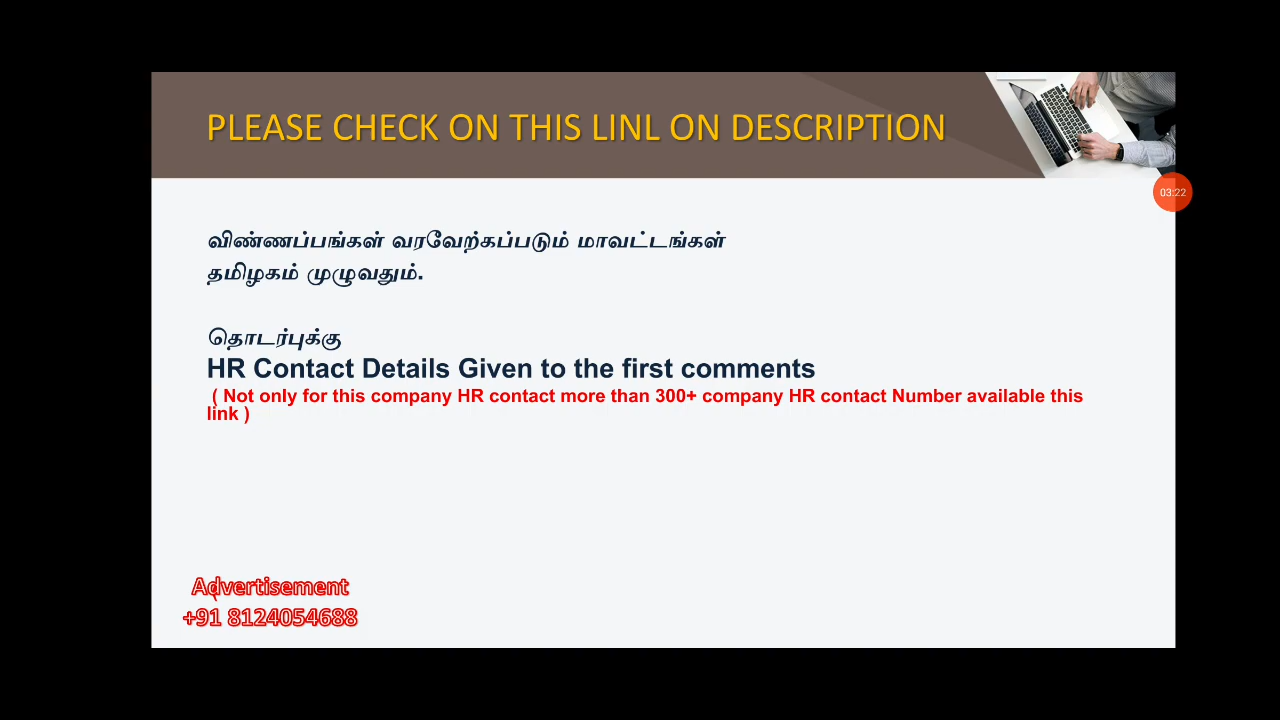 PLEASE CHECK ON THIS LINL ON DESCRIPTION
03:22
விண்ணப்பங்கள் வரவேற்கப்படும் மாவட்டங்கள்
தமிழகம் முழுவதும்.
தொடர்புக்கு
HR Contact Details Given to the first comments
( Not only for this company HR contact more than 300+ company HR contact Number available this
link )
Advertisement
+91 8124054688